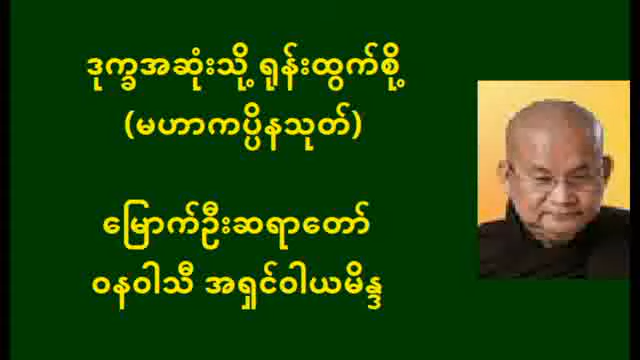 ဒုက္ခအဆုံးသို့ ရုန်းထွက်စို့
(မဟာကပ္ပိနသုတ်)
မြောက်ဦးဆရာတော်
ဝနဝါသီ အရှင်ဝါယမိန္ဒ